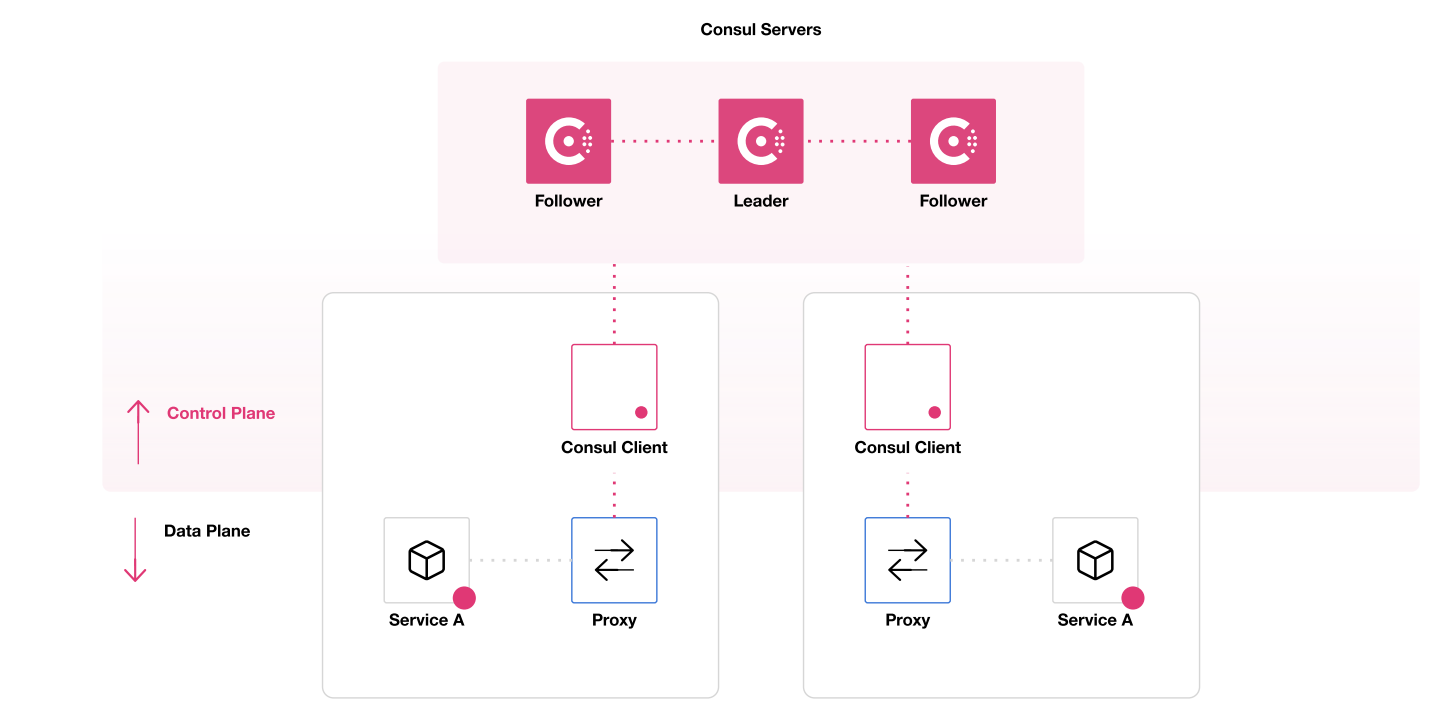 Consul Servers
Follower
Leader
Follower
Control Plane
Consul Client
Consul Client
Data Plane
Service A
Proxy
Proxy
Service A